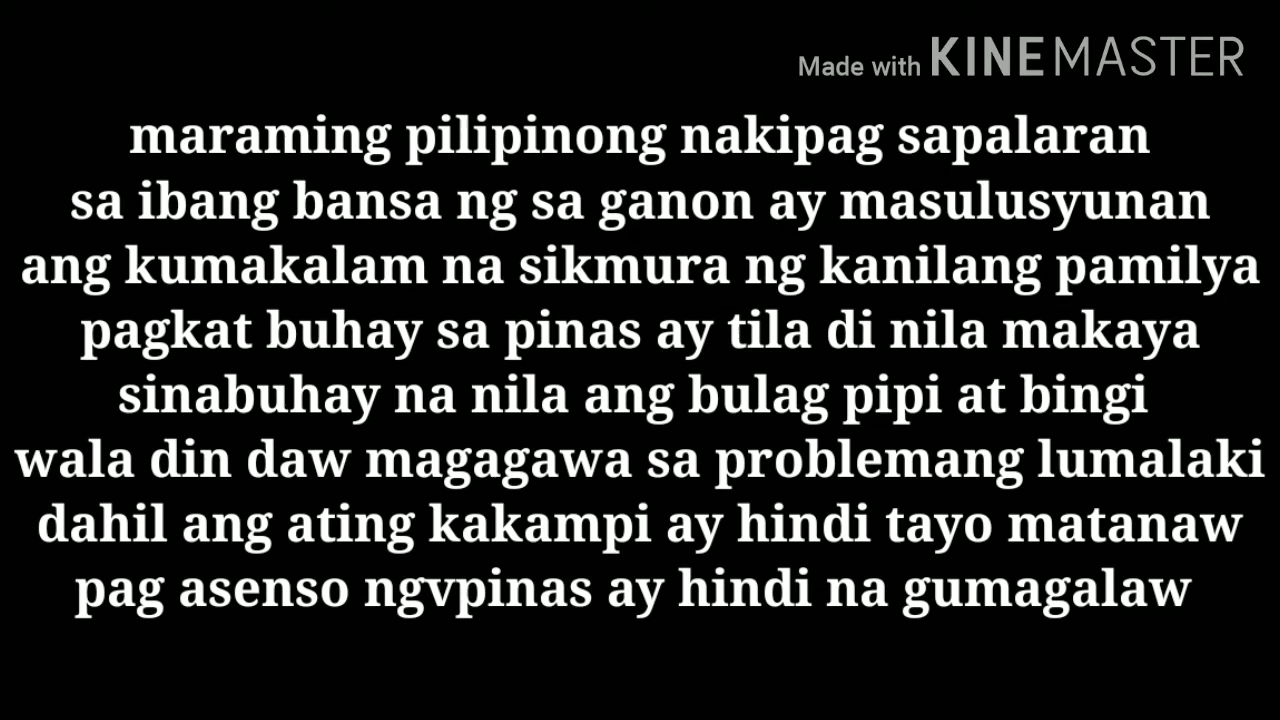 Made with KINEMASTER
maraming pilipinong nakipag sapalaran
sa ibang bansa ng sa ganon ay masulusyunan
ang kumakalam na sikmura ng kanilang pamilya
pagkat buhay sa pinas ay tila di nila makaya
sinabuhay na nila ang bulag pipi at bingi
wala din daw magagawa sa problemang lumalaki
dahil ang ating kakampi ay hindi tayo matanaw
pag asenso ngvpinas ay hindi na gumagalaw